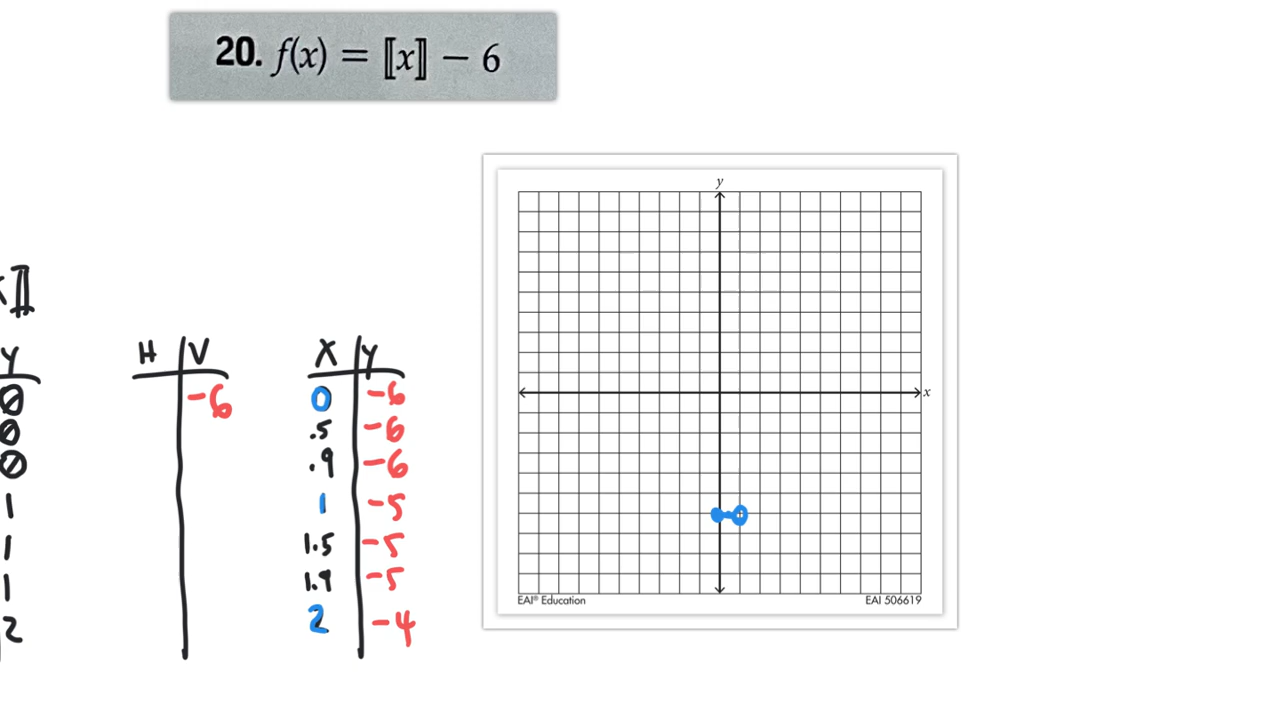 20. f(x) = ⟦x⟧ − 6
y
x
⟧
Y
0
0
0
1
1
1
2
H V
-6
X Y
0 -6
.5 -6
.9 -6
1 -5
1.5 -5
1.9 -5
2 -4
EAI® Education EAI 506619